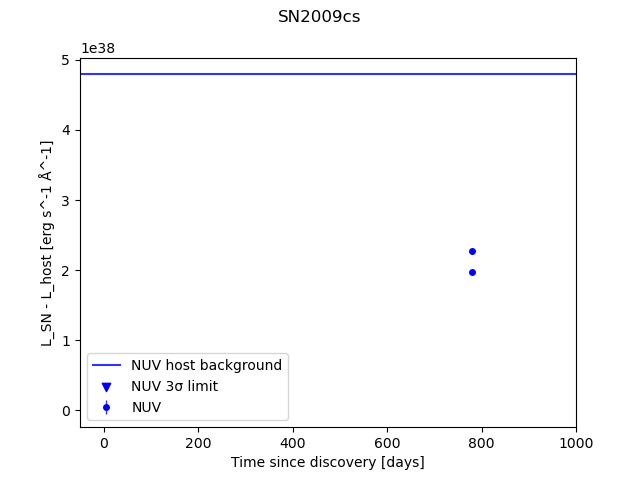 SN2009cs
1e38
5
4
3
2
1
0
L_SN - L_host [erg s^-1 Å^-1]
NUV host background
NUV 3σ limit
NUV
0 200 400 600 800 1000
Time since discovery [days]